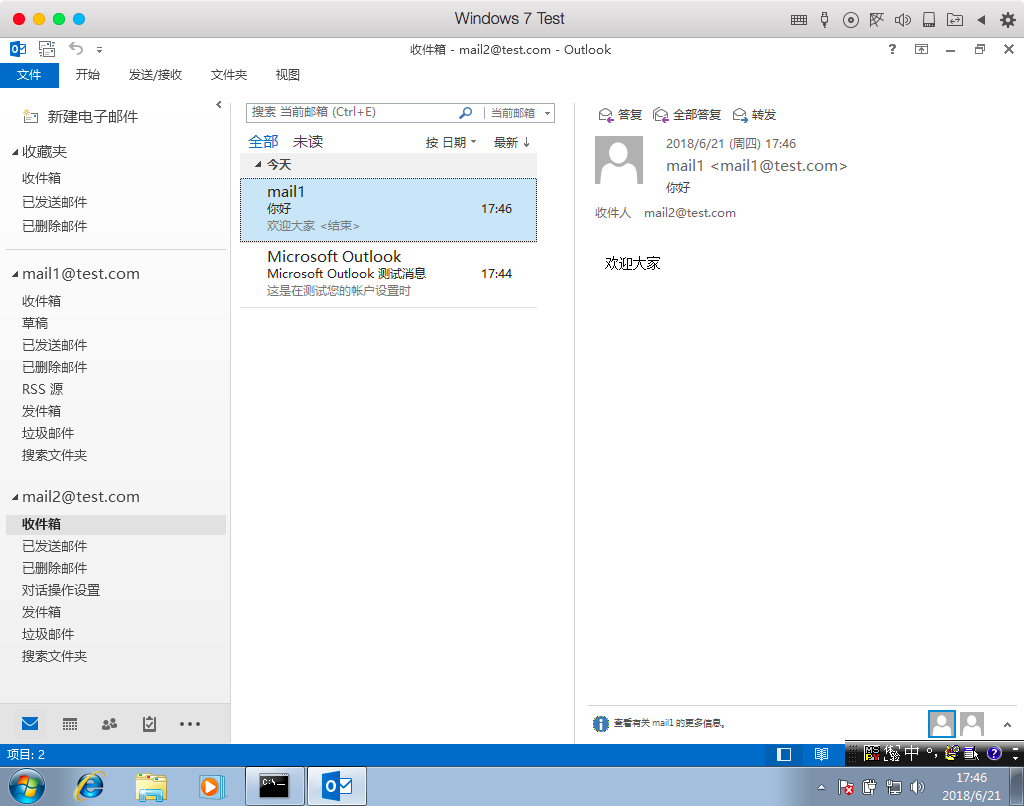 Windows 7 Test
收件箱 - mail2@test.com - Outlook
文件 开始 发送/接收 文件夹 视图
新建电子邮件
收藏夹
收件箱
已发送邮件
已删除邮件
mail1@test.com
收件箱
草稿
已发送邮件
已删除邮件
RSS 源
发件箱
垃圾邮件
搜索文件夹
mail2@test.com
收件箱
已发送邮件
已删除邮件
对话操作设置
发件箱
垃圾邮件
搜索文件夹
搜索 当前邮箱 (Ctrl+E) 当前邮箱
全部 未读 按 日期 最新 ↓
今天
mail1
你好 17:46
欢迎大家 <结束>
Microsoft Outlook
Microsoft Outlook 测试消息 17:44
这是在测试您的帐户设置时
答复 全部答复 转发
2018/6/21 (周四) 17:46
mail1 <mail1@test.com>
你好
收件人 mail2@test.com
欢迎大家
查看有关 mail1 的更多信息。
项目: 2
中
17:46
2018/6/21